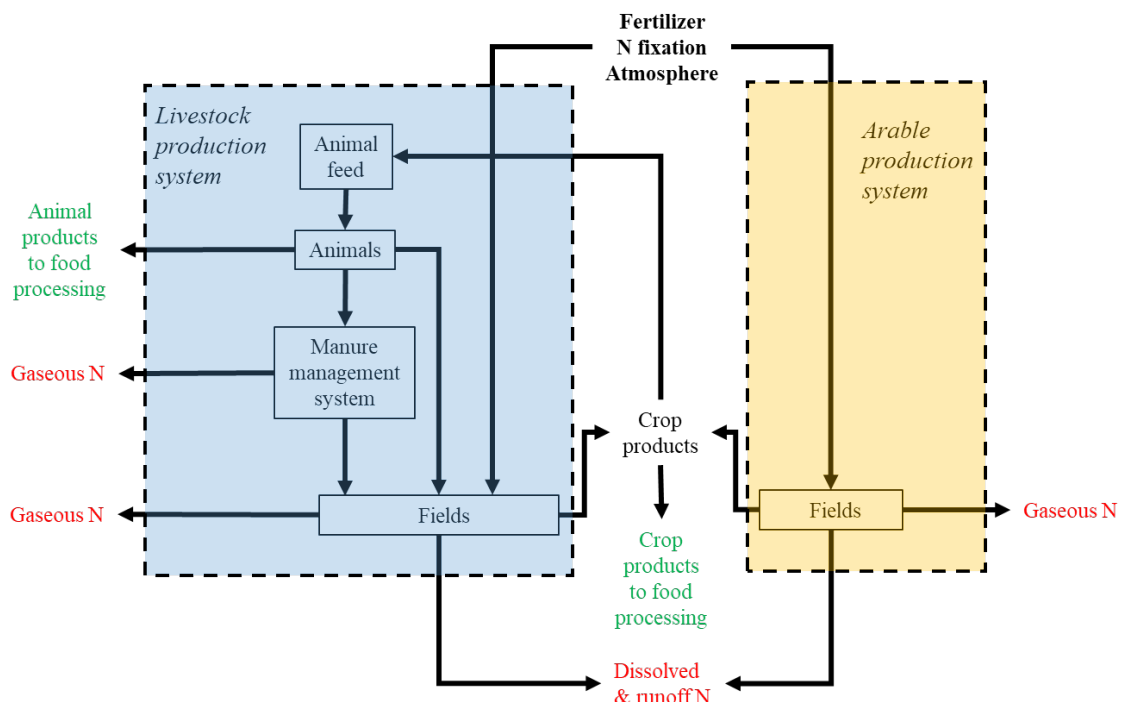 Fertilizer
N fixation
Atmosphere
Livestock
production
system
Arable
production
system
Animal
feed
Animal
products
to food
processing
Animals
Gaseous N
Manure
management
system
Crop
products
Gaseous N
Fields
Fields
Gaseous N
Crop
products
to food
processing
Dissolved
& runoff N